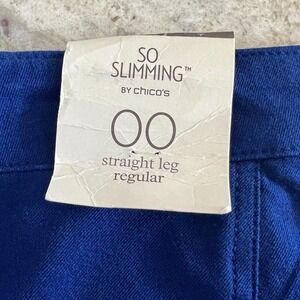 SO
SLIMMING™
BY CHICO'S
00
straight leg
regular